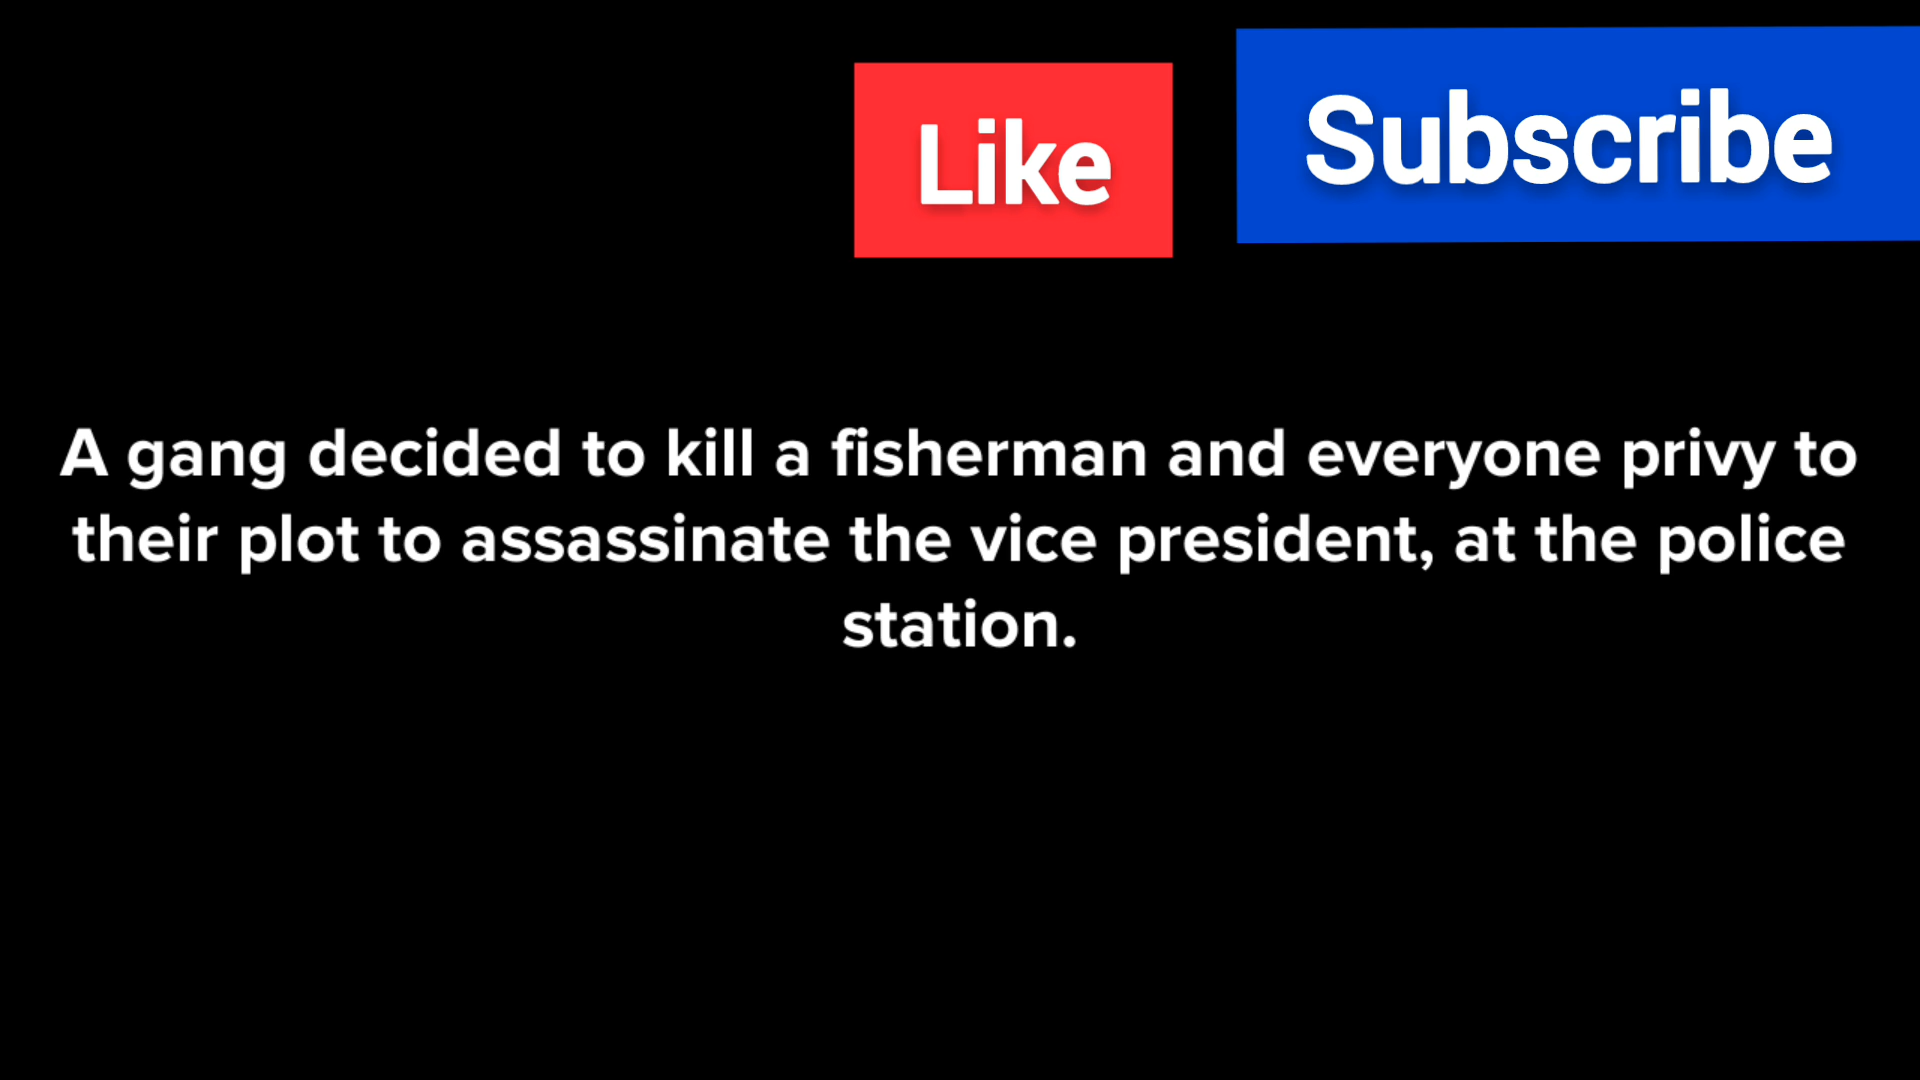 Like
Subscribe
A gang decided to kill a fisherman and everyone privy to
their plot to assassinate the vice president, at the police
station.